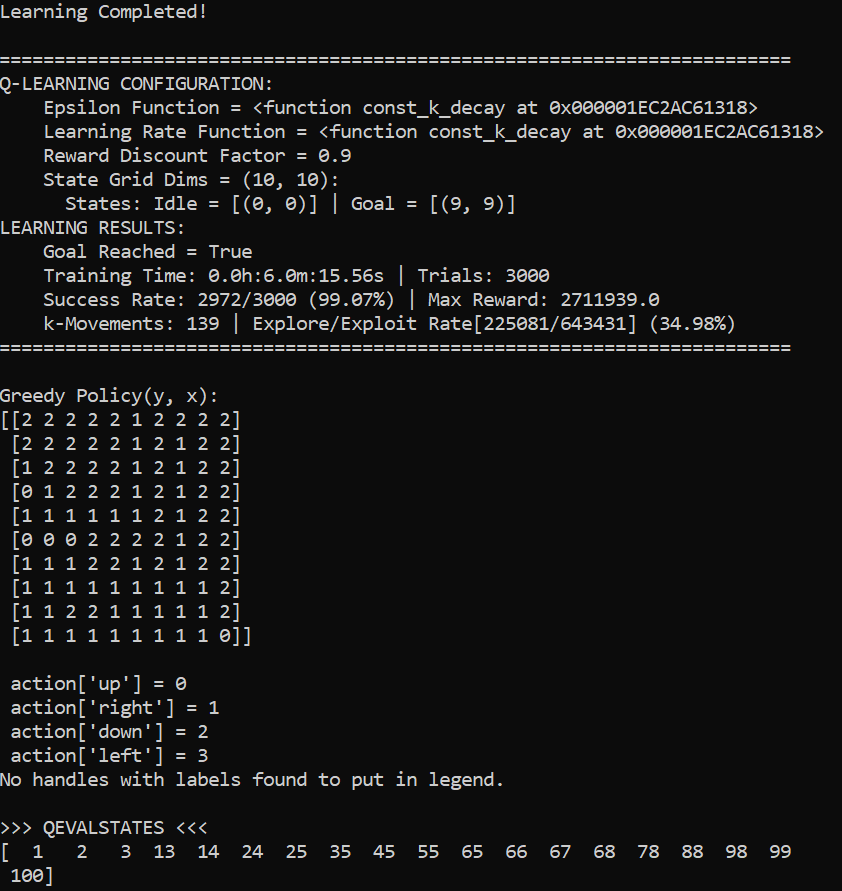 Learning Completed!
========================================================================
Q-LEARNING CONFIGURATION:
    Epsilon Function = <function const_k_decay at 0x000001EC2AC61318>
    Learning Rate Function = <function const_k_decay at 0x000001EC2AC61318>
    Reward Discount Factor = 0.9
    State Grid Dims = (10, 10):
      States: Idle = [(0, 0)] | Goal = [(9, 9)]
LEARNING RESULTS:
    Goal Reached = True
    Training Time: 0.0h:6.0m:15.56s | Trials: 3000
    Success Rate: 2972/3000 (99.07%) | Max Reward: 2711939.0
    k-Movements: 139 | Explore/Exploit Rate[225081/643431] (34.98%)
========================================================================
Greedy Policy(y, x):
[[2 2 2 2 2 1 2 2 2 2]
 [2 2 2 2 2 1 2 1 2 2]
 [1 2 2 2 2 1 2 1 2 2]
 [0 1 2 2 2 1 2 1 2 2]
 [1 1 1 1 1 1 2 1 2 2]
 [0 0 0 2 2 2 2 1 2 2]
 [1 1 1 2 2 1 2 1 2 2]
 [1 1 1 1 1 1 1 1 1 2]
 [1 1 2 2 1 1 1 1 1 2]
 [1 1 1 1 1 1 1 1 1 0]]
 action['up'] = 0
 action['right'] = 1
 action['down'] = 2
 action['left'] = 3
No handles with labels found to put in legend.
>>> QEVALSTATES <<<
[  1   2   3  13  14  24  25  35  45  55  65  66  67  68  78  88  98  99
 100]